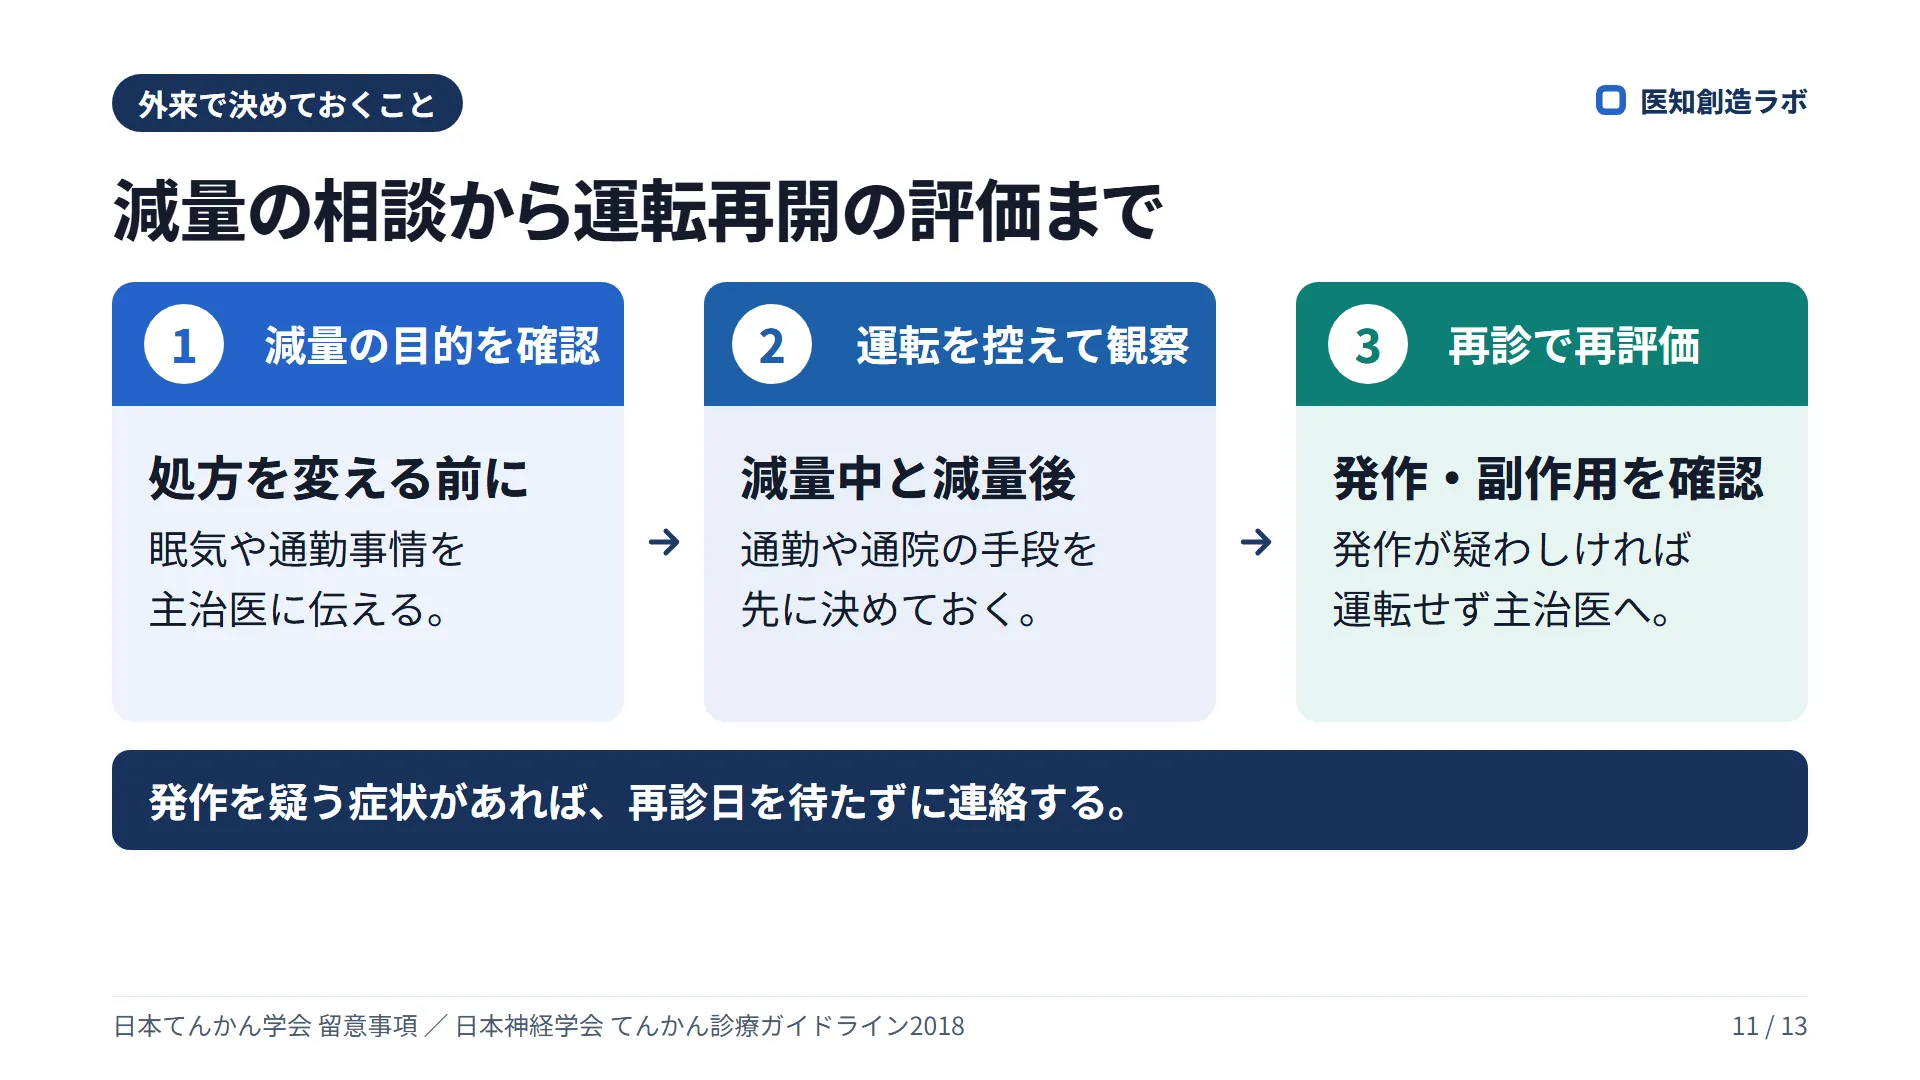 外来で決めておくこと
医知創造ラボ
減量の相談から運転再開の評価まで
1 減量の目的を確認
処方を変える前に
眠気や通勤事情を
主治医に伝える。
→
2 運転を控えて観察
減量中と減量後
通勤や通院の手段を
先に決めておく。
→
3 再診で再評価
発作・副作用を確認
発作が疑わしければ
運転せず主治医へ。
発作を疑う症状があれば、再診日を待たずに連絡する。
日本てんかん学会 留意事項 ／ 日本神経学会 てんかん診療ガイドライン2018
11 / 13